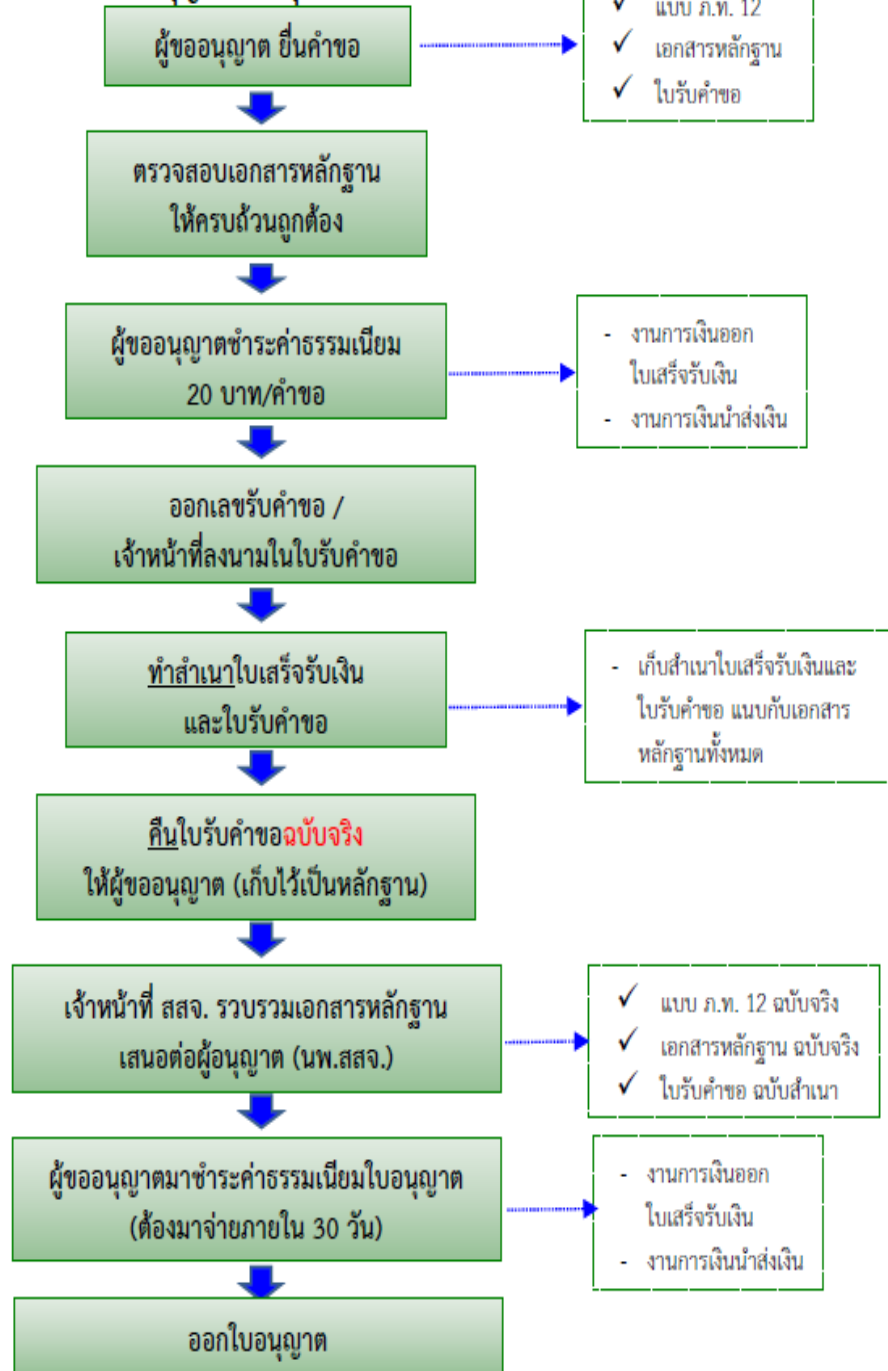 แบบ ภ.ท. 12
ผู้ขออนุญาต ยื่นคำขอ
✓ เอกสารหลักฐาน
✓ ใบรับคำขอ
ตรวจสอบเอกสารหลักฐาน
ให้ครบถ้วนถูกต้อง
ผู้ขออนุญาตชำระค่าธรรมเนียม
20 บาท/คำขอ
- งานการเงินออก
ใบเสร็จรับเงิน
- งานการเงินนำส่งเงิน
ออกเลขรับคำขอ /
เจ้าหน้าที่ลงนามในใบรับคำขอ
ทำสำเนาใบเสร็จรับเงิน
และใบรับคำขอ
- เก็บสำเนาใบเสร็จรับเงินและ
ใบรับคำขอ แนบกับเอกสาร
หลักฐานทั้งหมด
คืนใบรับคำขอฉบับจริง
ให้ผู้ขออนุญาต (เก็บไว้เป็นหลักฐาน)
เจ้าหน้าที่ สสจ. รวบรวมเอกสารหลักฐาน
เสนอต่อผู้อนุญาต (นพ.สสจ.)
✓ แบบ ภ.ท. 12 ฉบับจริง
✓ เอกสารหลักฐาน ฉบับจริง
✓ ใบรับคำขอ ฉบับสำเนา
ผู้ขออนุญาตมาชำระค่าธรรมเนียมใบอนุญาต
(ต้องมาจ่ายภายใน 30 วัน)
- งานการเงินออก
ใบเสร็จรับเงิน
- งานการเงินนำส่งเงิน
ออกใบอนุญาต